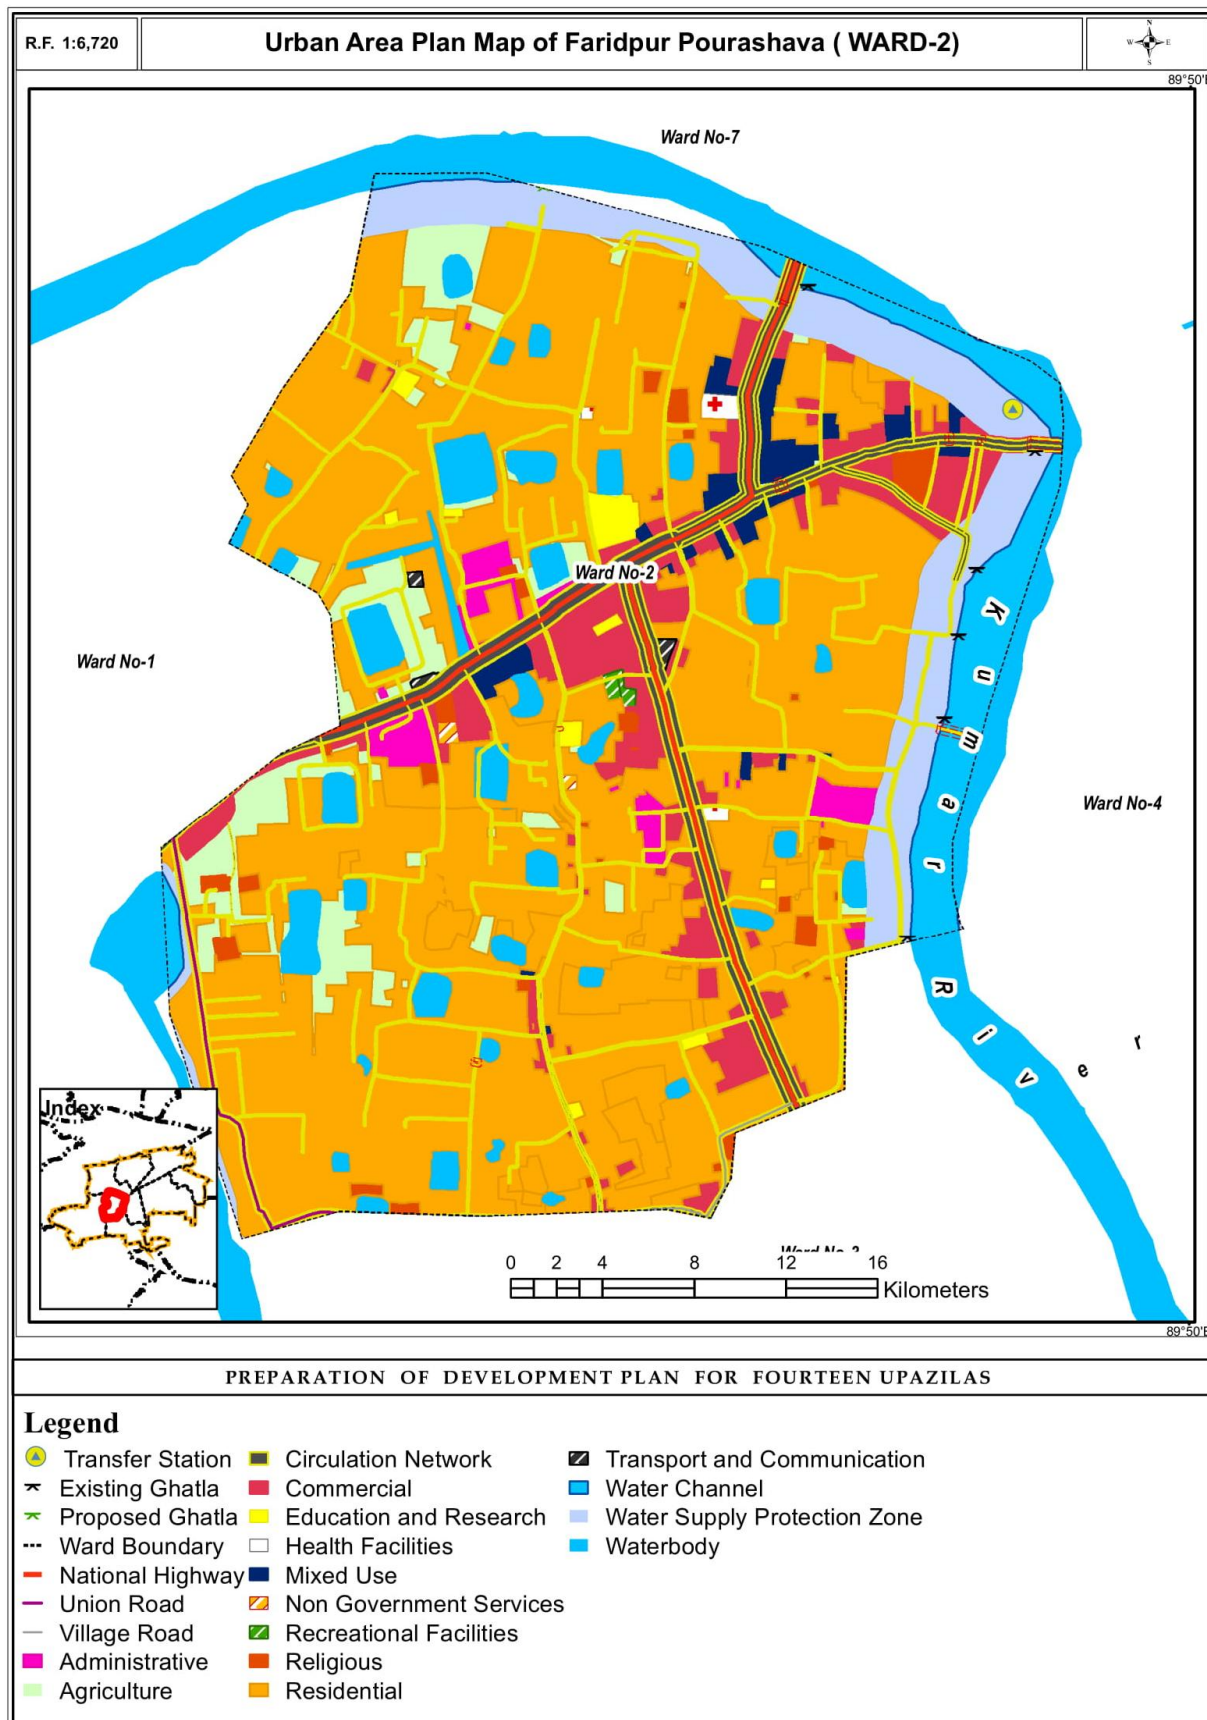 R.F. 1:6,720
Urban Area Plan Map of Faridpur Pourashava ( WARD-2)
N
W E
S
89°50'E
Ward No-7
Ward No-2
Ward No-1
Ward No-4
Kumar River
Index
0 2 4 8 12 16
Kilometers
89°50'E
PREPARATION OF DEVELOPMENT PLAN FOR FOURTEEN UPAZILAS
Legend
Transfer Station
Existing Ghatla
Proposed Ghatla
Ward Boundary
National Highway
Union Road
Village Road
Administrative
Agriculture
Circulation Network
Commercial
Education and Research
Health Facilities
Mixed Use
Non Government Services
Recreational Facilities
Religious
Residential
Transport and Communication
Water Channel
Water Supply Protection Zone
Waterbody